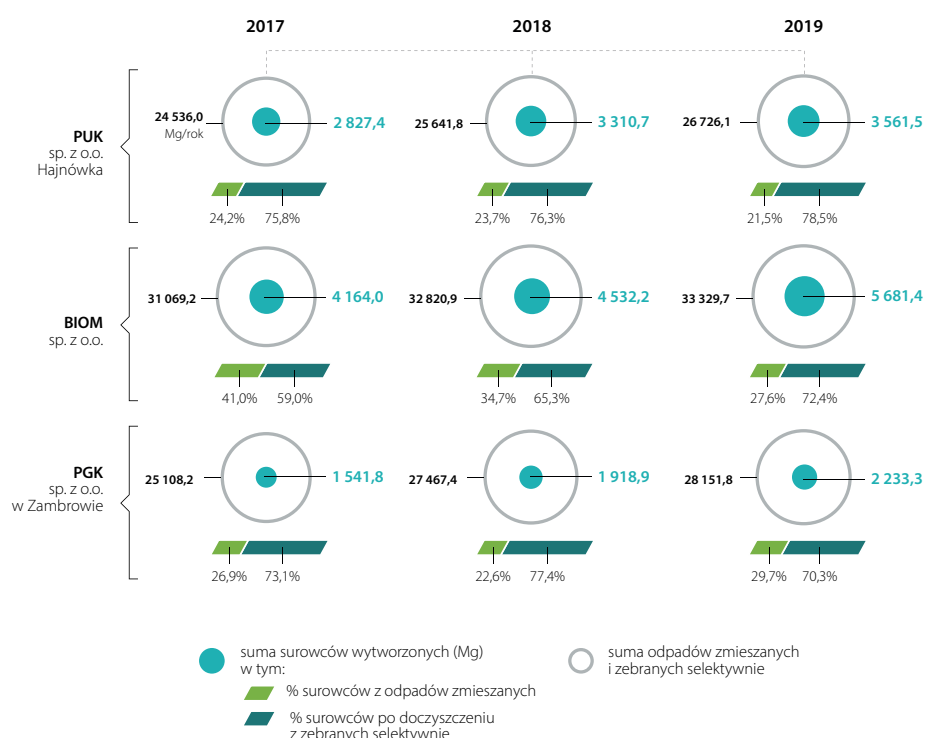 2017 2018 2019
PUK
sp. z o.o.
Hajnówka
24 536,0
Mg/rok
2 827,4
25 641,8
3 310,7
26 726,1
3 561,5
24,2% 75,8%
23,7% 76,3%
21,5% 78,5%
BIOM
sp. z o.o.
31 069,2
4 164,0
32 820,9
4 532,2
33 329,7
5 681,4
41,0% 59,0%
34,7% 65,3%
27,6% 72,4%
PGK
sp. z o.o.
w Zambrowie
25 108,2
1 541,8
27 467,4
1 918,9
28 151,8
2 233,3
26,9% 73,1%
22,6% 77,4%
29,7% 70,3%
suma surowców wytworzonych (Mg)
w tym:
% surowców z odpadów zmieszanych
% surowców po doczyszczeniu
z zebranych selektywnie
suma odpadów zmieszanych
i zebranych selektywnie